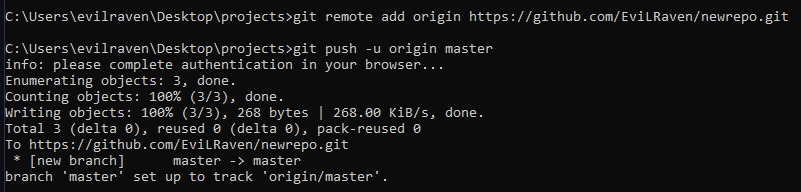 C:\Users\evilraven\Desktop\projects>git remote add origin https://github.com/EviLRaven/newrepo.git
C:\Users\evilraven\Desktop\projects>git push -u origin master
info: please complete authentication in your browser...
Enumerating objects: 3, done.
Counting objects: 100% (3/3), done.
Writing objects: 100% (3/3), 268 bytes | 268.00 KiB/s, done.
Total 3 (delta 0), reused 0 (delta 0), pack-reused 0
To https://github.com/EviLRaven/newrepo.git
 * [new branch]      master -> master
branch 'master' set up to track 'origin/master'.